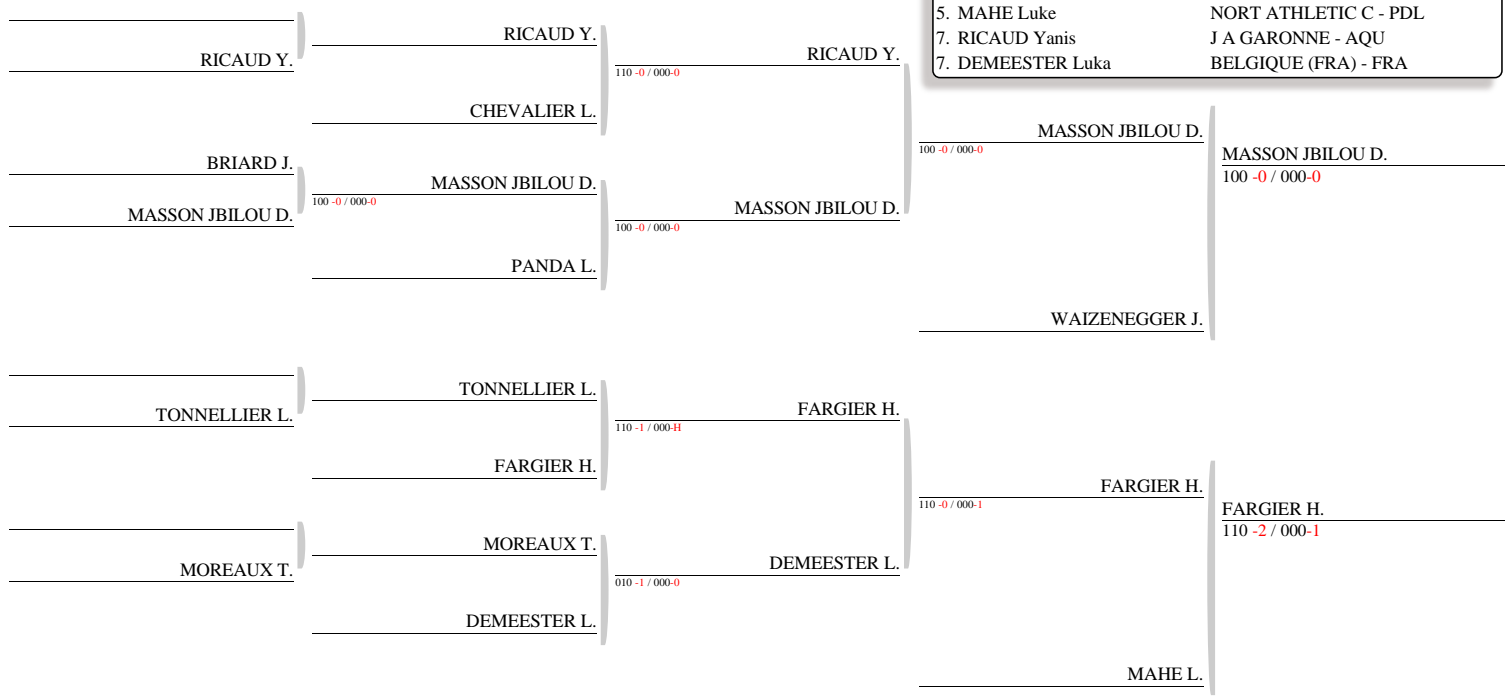 5. MAHE Luke NORT ATHLETIC C - PDL
7. RICAUD Yanis J A GARONNE - AQU
7. DEMEESTER Luka BELGIQUE (FRA) - FRA
RICAUD Y.
RICAUD Y.
RICAUD Y.
110 -0 / 000-0
CHEVALIER L.
MASSON JBILOU D.
100 -0 / 000-0
MASSON JBILOU D.
100 -0 / 000-0
BRIARD J.
MASSON JBILOU D.
100 -0 / 000-0
MASSON JBILOU D.
MASSON JBILOU D.
100 -0 / 000-0
PANDA L.
WAIZENEGGER J.
TONNELLIER L.
TONNELLIER L.
FARGIER H.
110 -1 / 000-H
FARGIER H.
FARGIER H.
110 -0 / 000-1
FARGIER H.
110 -2 / 000-1
MOREAUX T.
MOREAUX T.
DEMEESTER L.
010 -1 / 000-0
DEMEESTER L.
MAHE L.